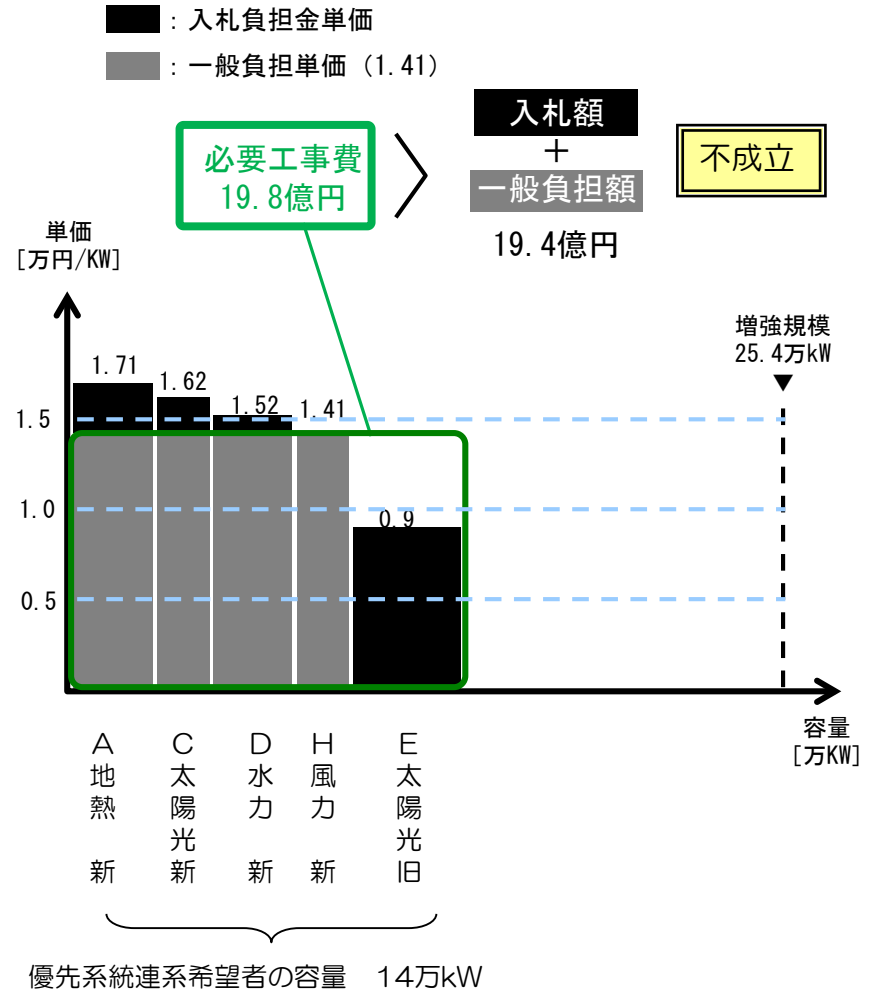 ：入札負担金単価
：一般負担単価（1.41）
必要工事費
19.8億円
入札額
＋
一般負担額
19.4億円
不成立
単価
[万円/KW]
増強規模
25.4万kW
1.71
1.62
1.52
1.41
0.9
1.5
1.0
0.5
容量
[万KW]
A地熱　新
C太陽光新
D水力　新
H風力　新
E太陽光旧
優先系統連系希望者の容量　14万kW